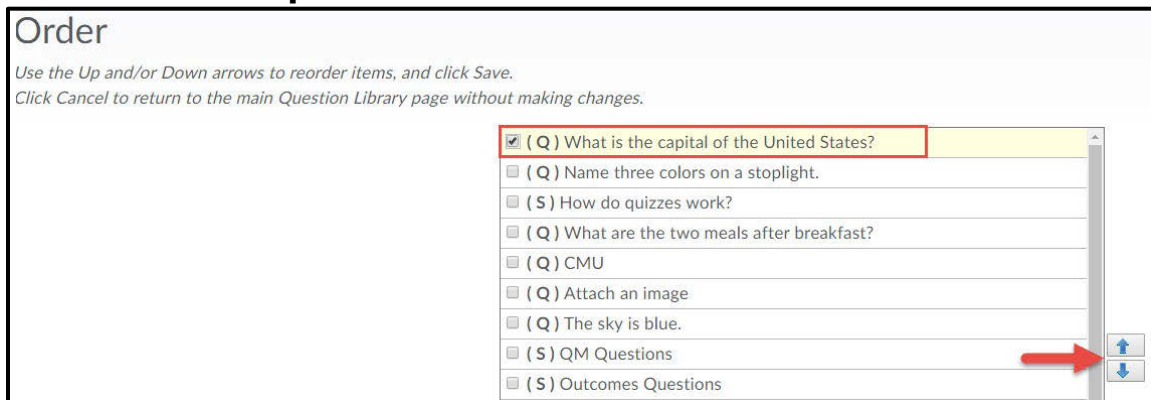 Order
Use the Up and/or Down arrows to reorder items, and click Save.
Click Cancel to return to the main Question Library page without making changes.
( Q ) What is the capital of the United States?
( Q ) Name three colors on a stoplight.
( S ) How do quizzes work?
( Q ) What are the two meals after breakfast?
( Q ) CMU
( Q ) Attach an image
( Q ) The sky is blue.
( S ) QM Questions
( S ) Outcomes Questions